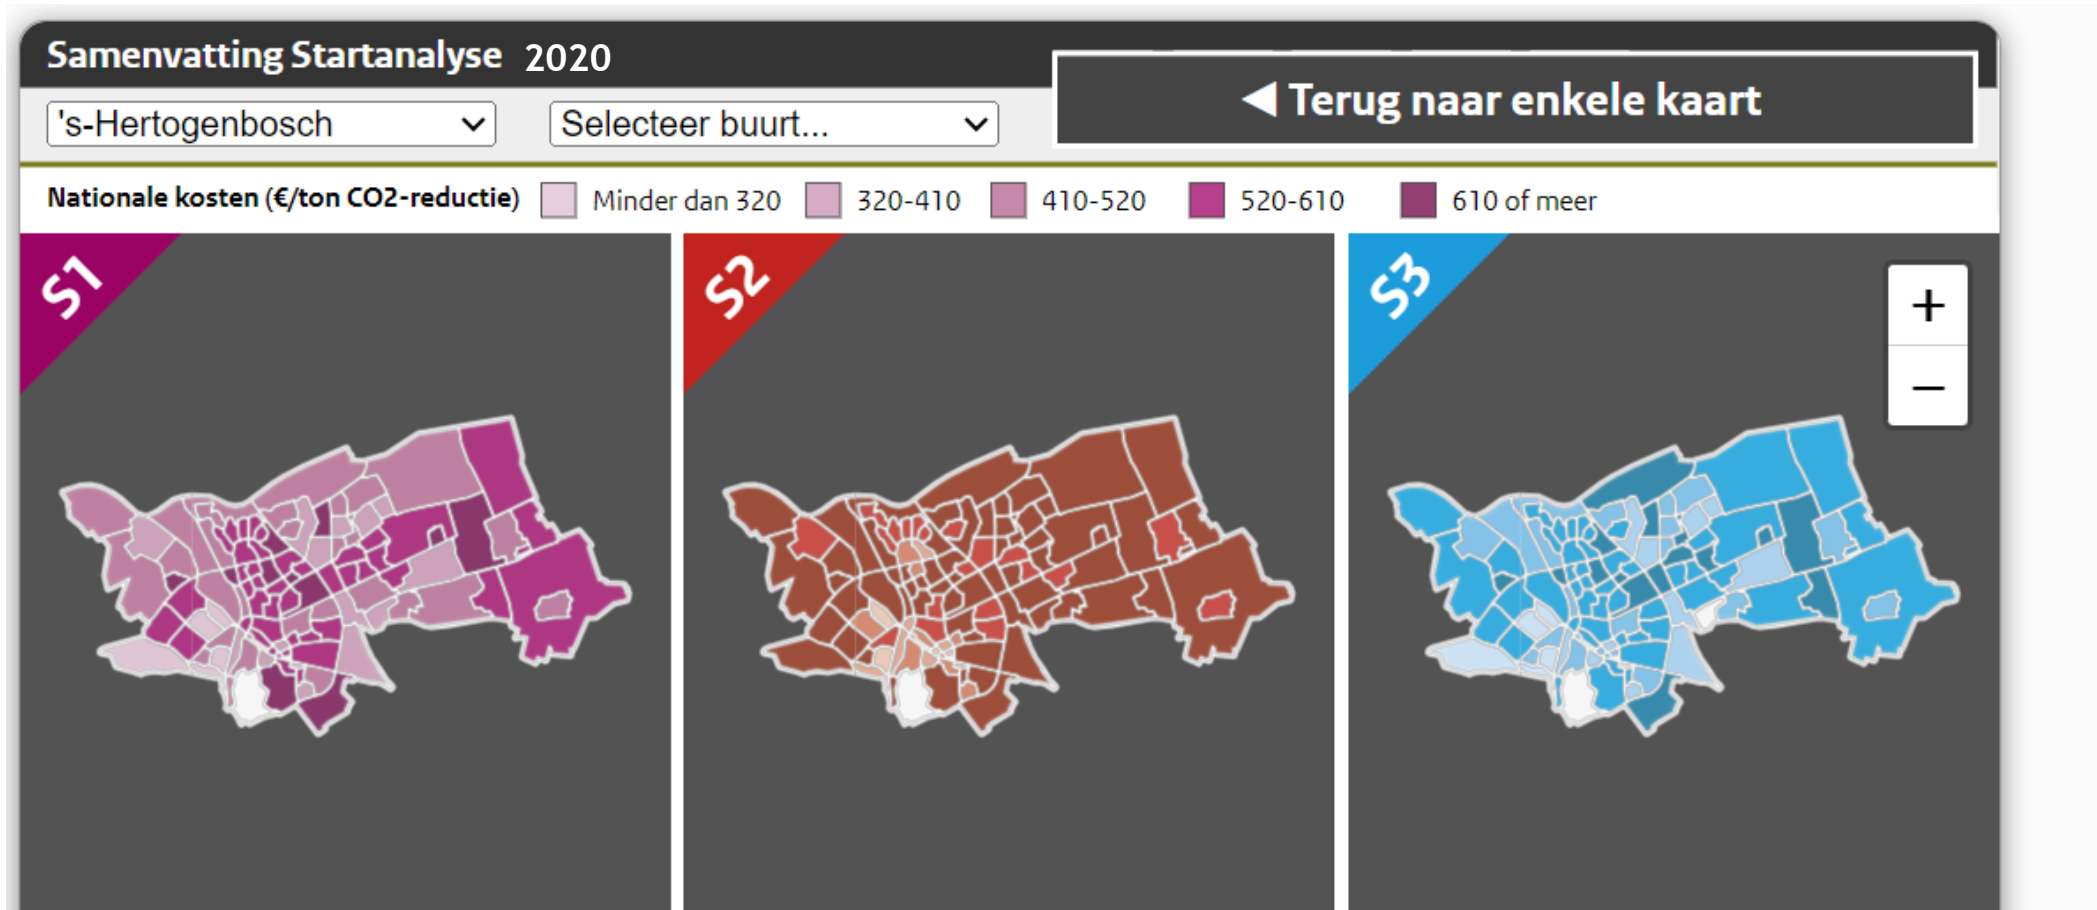 Samenvatting Startanalyse 2020
's-Hertogenbosch
Selecteer buurt...
◀ Terug naar enkele kaart
Nationale kosten (€/ton CO2-reductie) Minder dan 320 320-410 410-520 520-610 610 of meer
S1
S2
S3
+
−